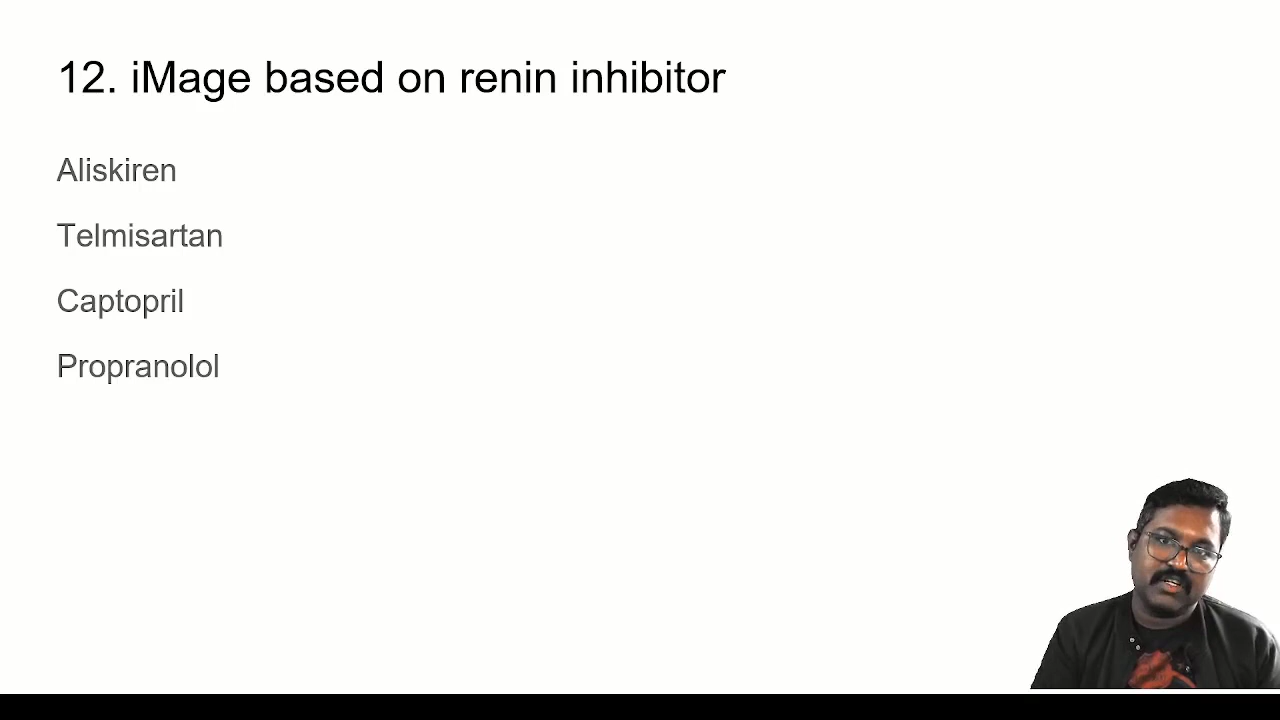 12. iMage based on renin inhibitor
Aliskiren
Telmisartan
Captopril
Propranolol